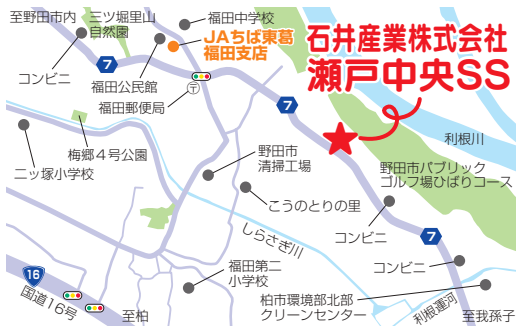 至野田市内
三ツ堀里山
自然園
福田中学校
JAちば東葛
福田支店
石井産業株式会社
瀬戸中央SS
コンビニ
7
福田公民館
福田郵便局
〒
7
利根川
梅郷4号公園
二ッ塚小学校
野田市
清掃工場
野田市パブリック
ゴルフ場ひばりコース
こうのとりの里
コンビニ
7
しらさぎ川
コンビニ
16
国道16号
福田第二
小学校
柏市環境部北部
クリーンセンター
至柏
利根運河
至我孫子